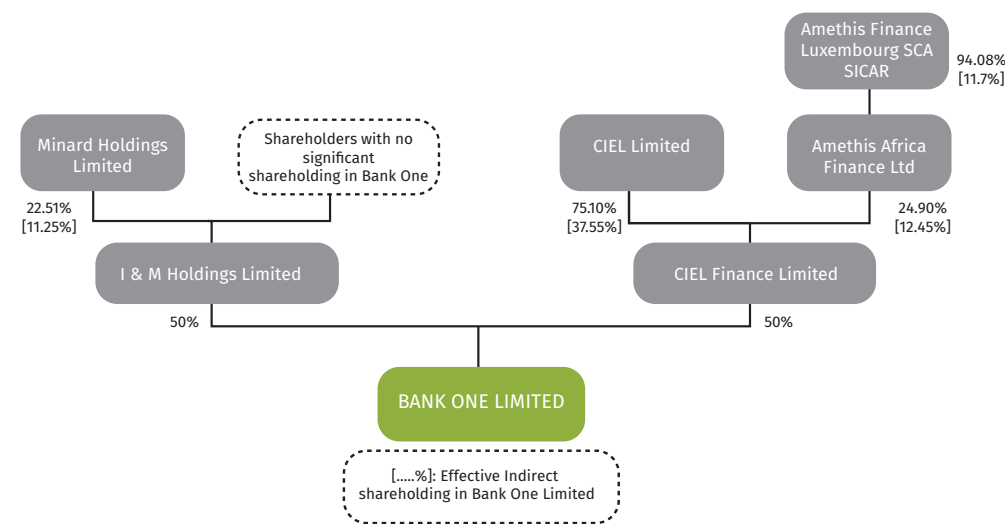 Amethis Finance
Luxembourg SCA
SICAR
94.08%
[11.7%]
Minard Holdings
Limited
Shareholders with no
significant
shareholding in Bank One
CIEL Limited
Amethis Africa
Finance Ltd
22.51%
[11.25%]
75.10%
[37.55%]
24.90%
[12.45%]
I & M Holdings Limited
CIEL Finance Limited
50%
50%
BANK ONE LIMITED
[.....%]: Effective Indirect
shareholding in Bank One Limited